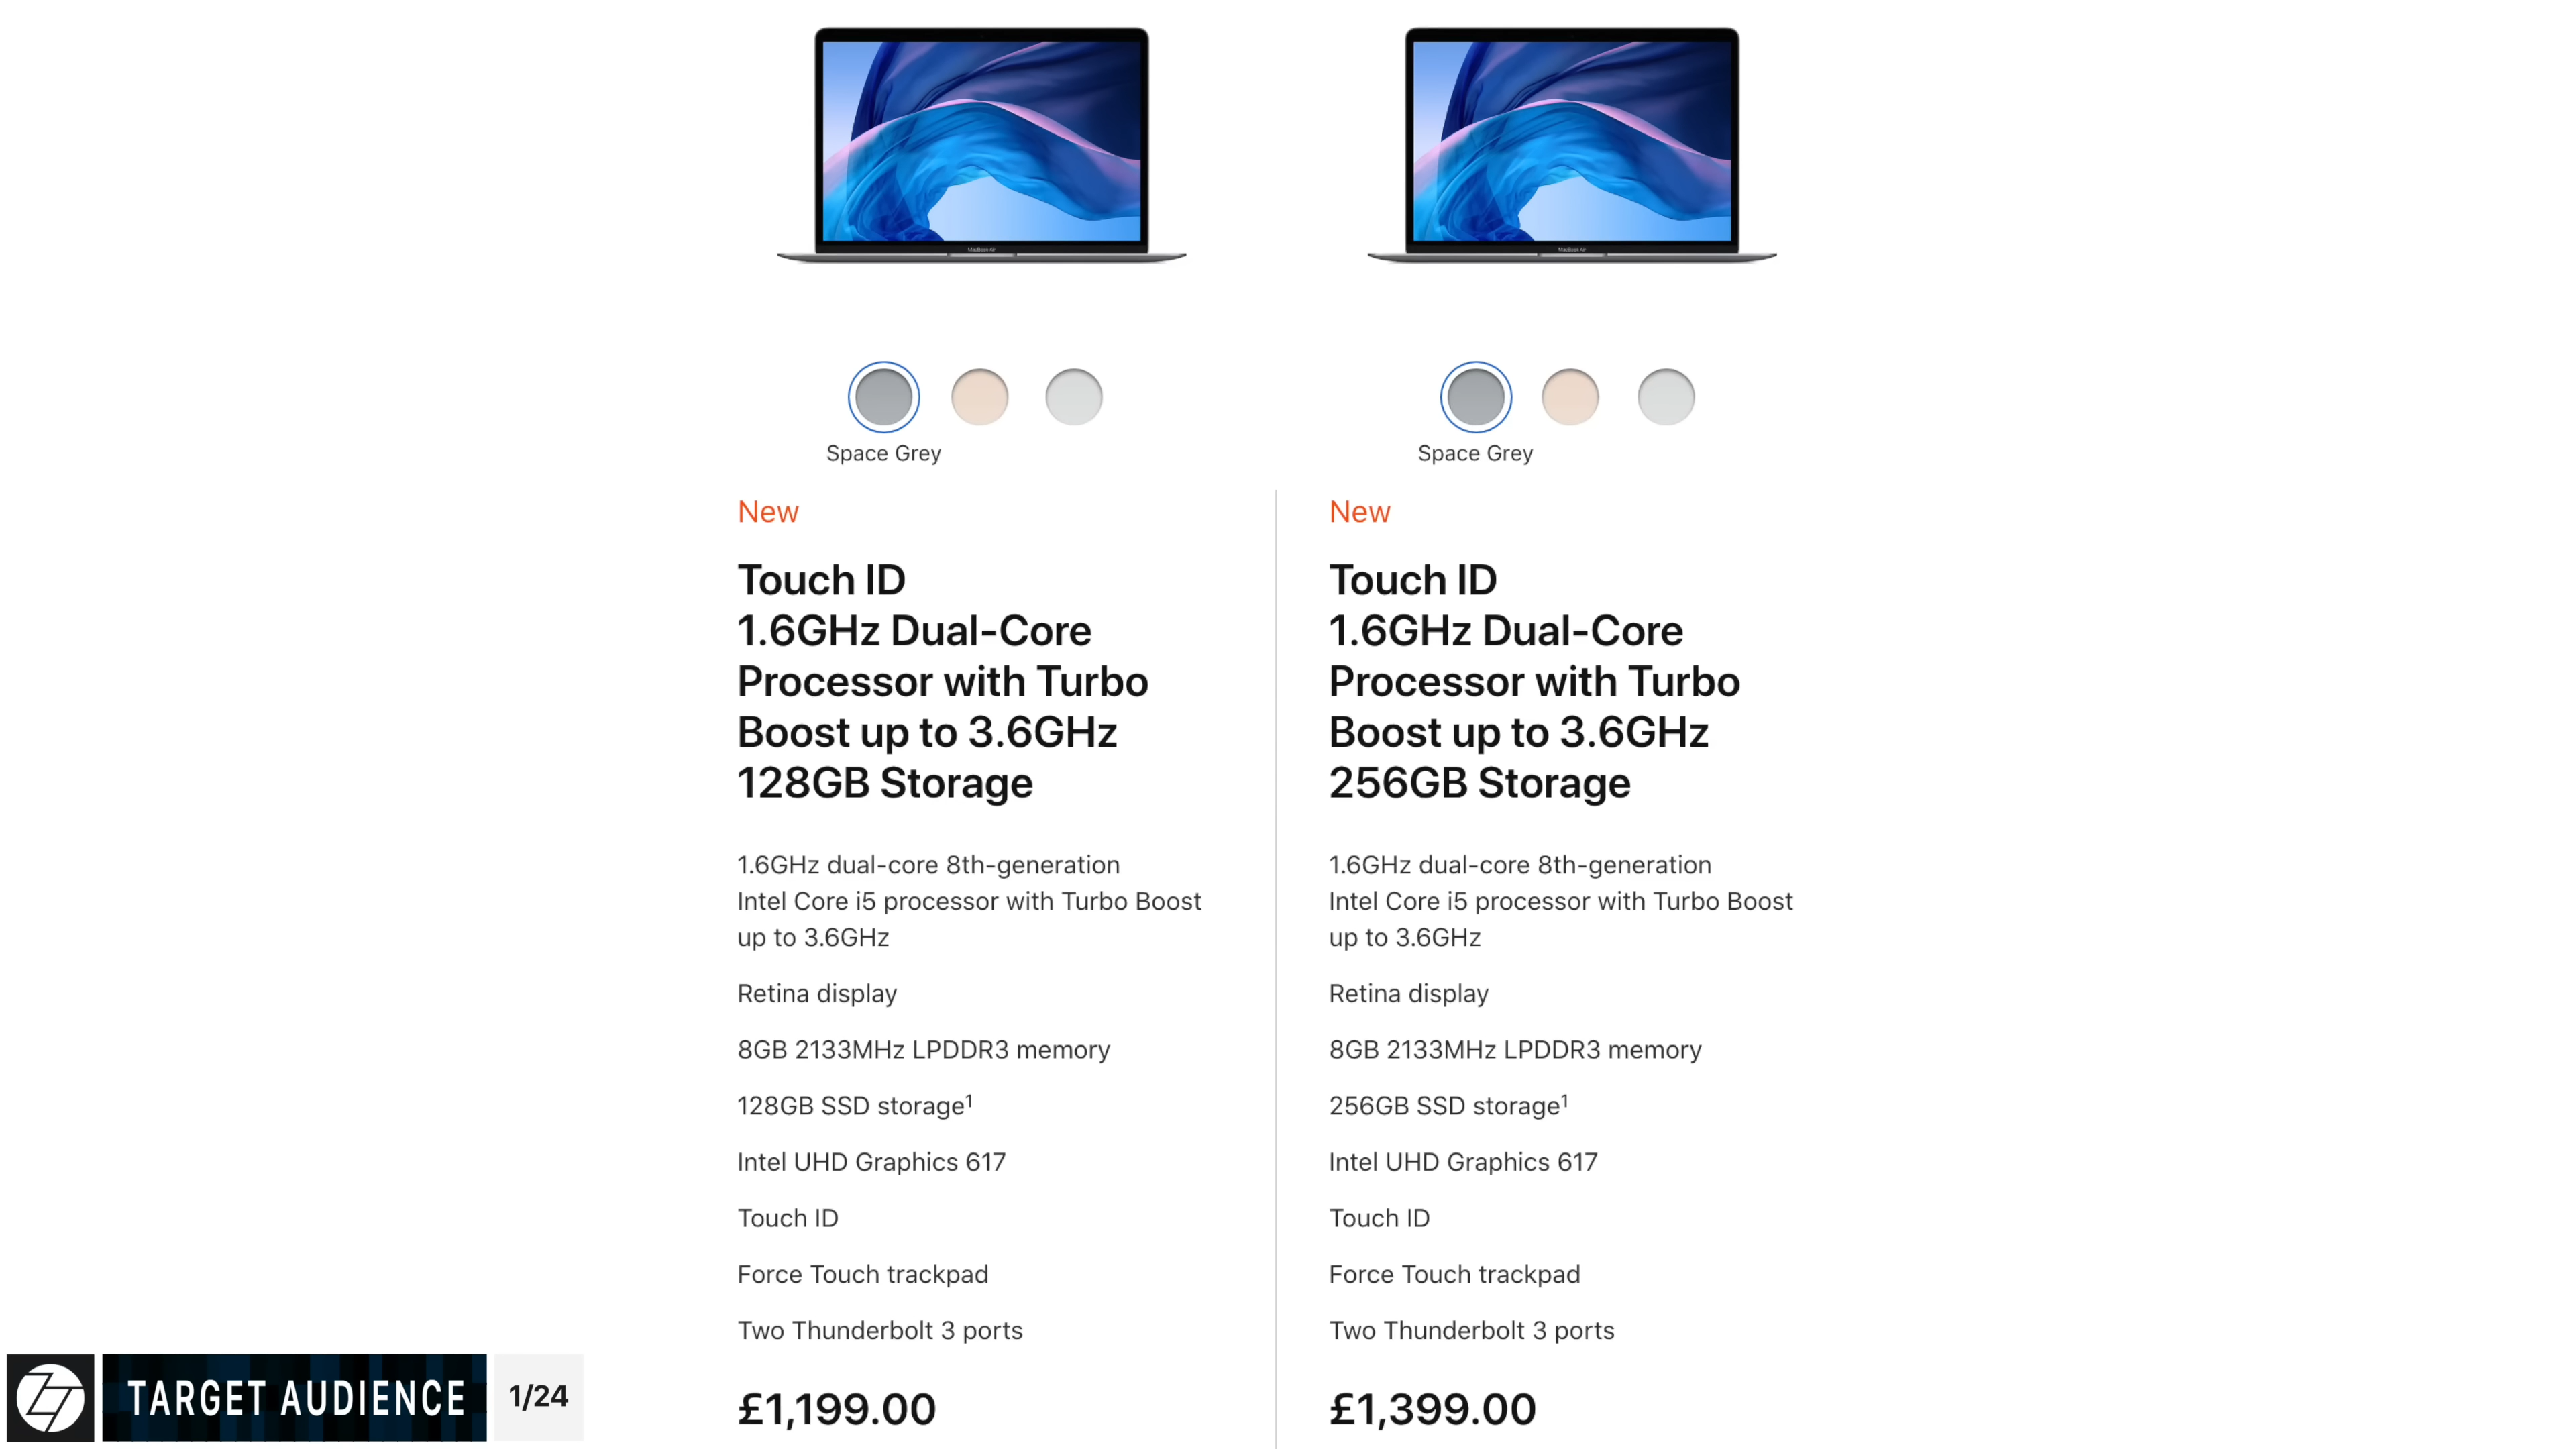 MacBook Air
MacBook Air
Space Grey
Space Grey
New
Touch ID
1.6GHz Dual-Core
Processor with Turbo
Boost up to 3.6GHz
128GB Storage
1.6GHz dual-core 8th-generation
Intel Core i5 processor with Turbo Boost
up to 3.6GHz
Retina display
8GB 2133MHz LPDDR3 memory
128GB SSD storage¹
Intel UHD Graphics 617
Touch ID
Force Touch trackpad
Two Thunderbolt 3 ports
£1,199.00
New
Touch ID
1.6GHz Dual-Core
Processor with Turbo
Boost up to 3.6GHz
256GB Storage
1.6GHz dual-core 8th-generation
Intel Core i5 processor with Turbo Boost
up to 3.6GHz
Retina display
8GB 2133MHz LPDDR3 memory
256GB SSD storage¹
Intel UHD Graphics 617
Touch ID
Force Touch trackpad
Two Thunderbolt 3 ports
£1,399.00
TARGET AUDIENCE
1/24